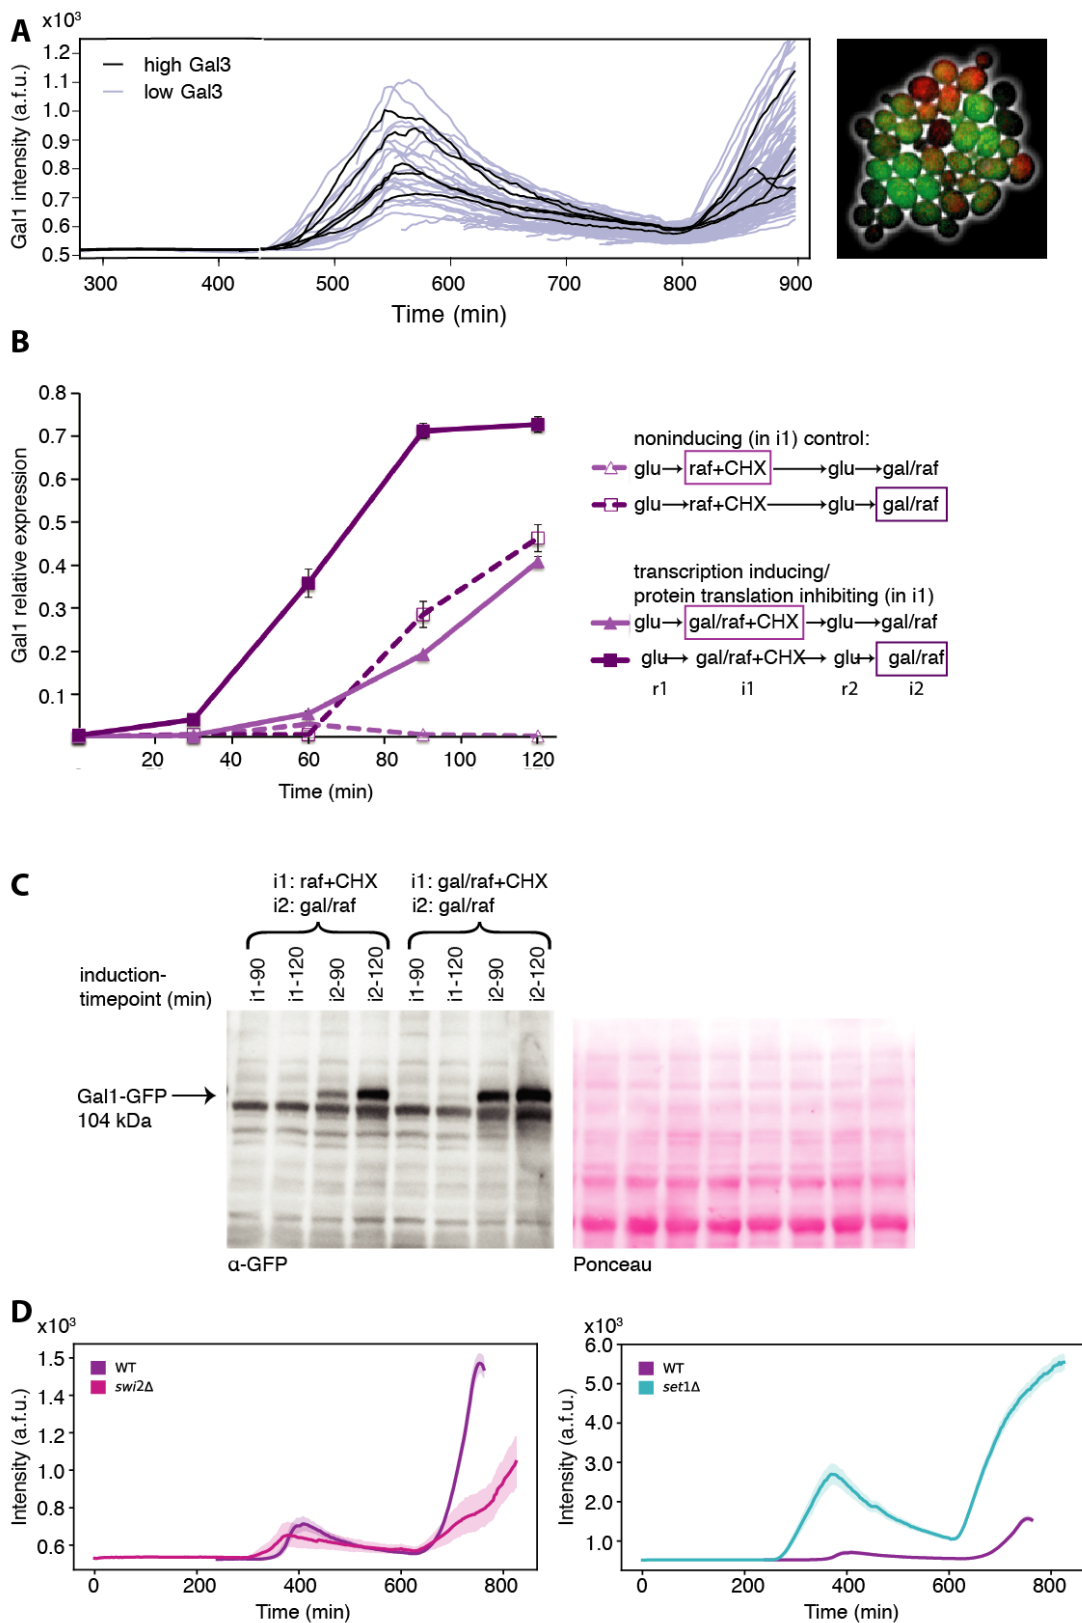 A
x10³
Gal1 intensity (a.f.u.)
1.2
1.1
1.0
0.9
0.8
0.7
0.6
0.5
high Gal3
low Gal3
300 400 500 600 700 800 900
Time (min)
B
Gal1 relative expression
0.8
0.7
0.6
0.5
0.4
0.3
0.2
0.1
20 40 60 80 100 120
Time (min)
noninducing (in i1) control:
glu→raf+CHX→glu→gal/raf
glu→raf+CHX→glu→gal/raf
transcription inducing/
protein translation inhibiting (in i1)
glu→gal/raf+CHX→glu→gal/raf
glu→gal/raf+CHX→glu→gal/raf
r1 i1 r2 i2
C
i1: raf+CHX i1: gal/raf+CHX
i2: gal/raf i2: gal/raf
induction-
timepoint (min)
i1-90 i1-120 i2-90 i2-120 i1-90 i1-120 i2-90 i2-120
Gal1-GFP
104 kDa
α-GFP Ponceau
D
x10³
Intensity (a.f.u.)
1.5
1.4
1.2
1.0
0.8
0.6
WT
swi2Δ
0 200 400 600 800
Time (min)
x10³
Intensity (a.f.u.)
6.0
5.0
4.0
3.0
2.0
1.0
WT
set1Δ
0 200 400 600 800
Time (min)